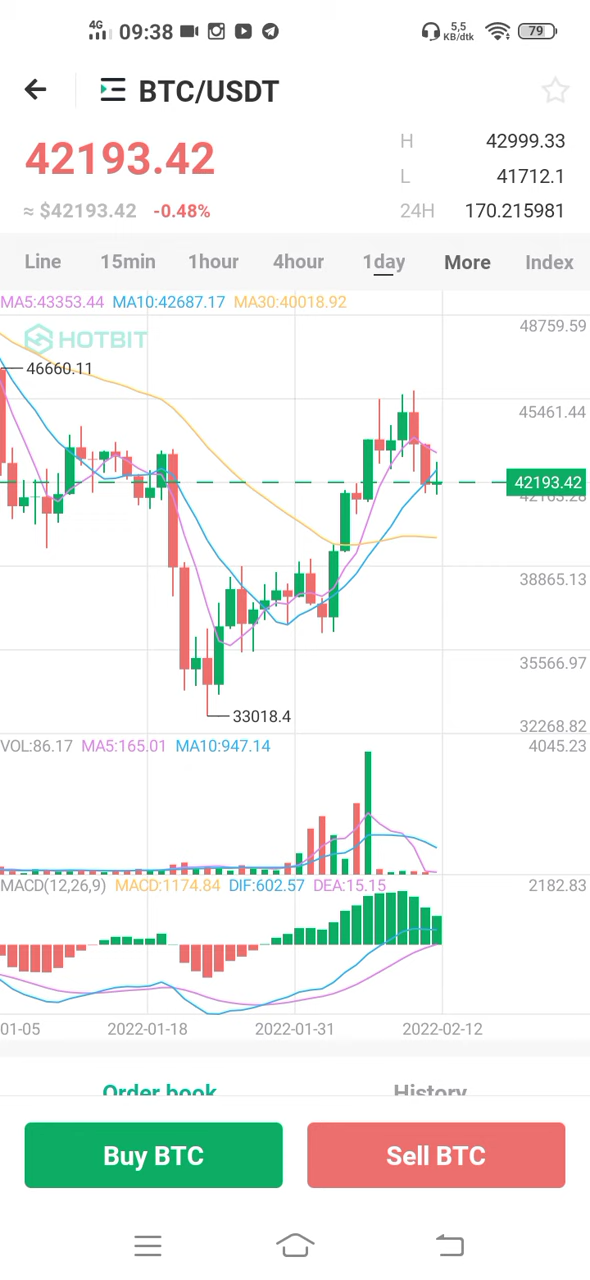 4G 09:38 5,5 KB/dtk 79
BTC/USDT
42193.42
H 42999.33
L 41712.1
≈ $42193.42 -0.48%
24H 170.215981
Line 15min 1hour 4hour 1day More Index
MA5:43353.44 MA10:42687.17 MA30:40018.92
48759.59
HOTBIT
46660.11
45461.44
42193.42
38865.13
35566.97
33018.4
32268.82
VOL:86.17 MA5:165.01 MA10:947.14 4045.23
MACD(12,26,9) MACD:1174.84 DIF:602.57 DEA:15.15 2182.83
01-05 2022-01-18 2022-01-31 2022-02-12
Order book History
Buy BTC Sell BTC